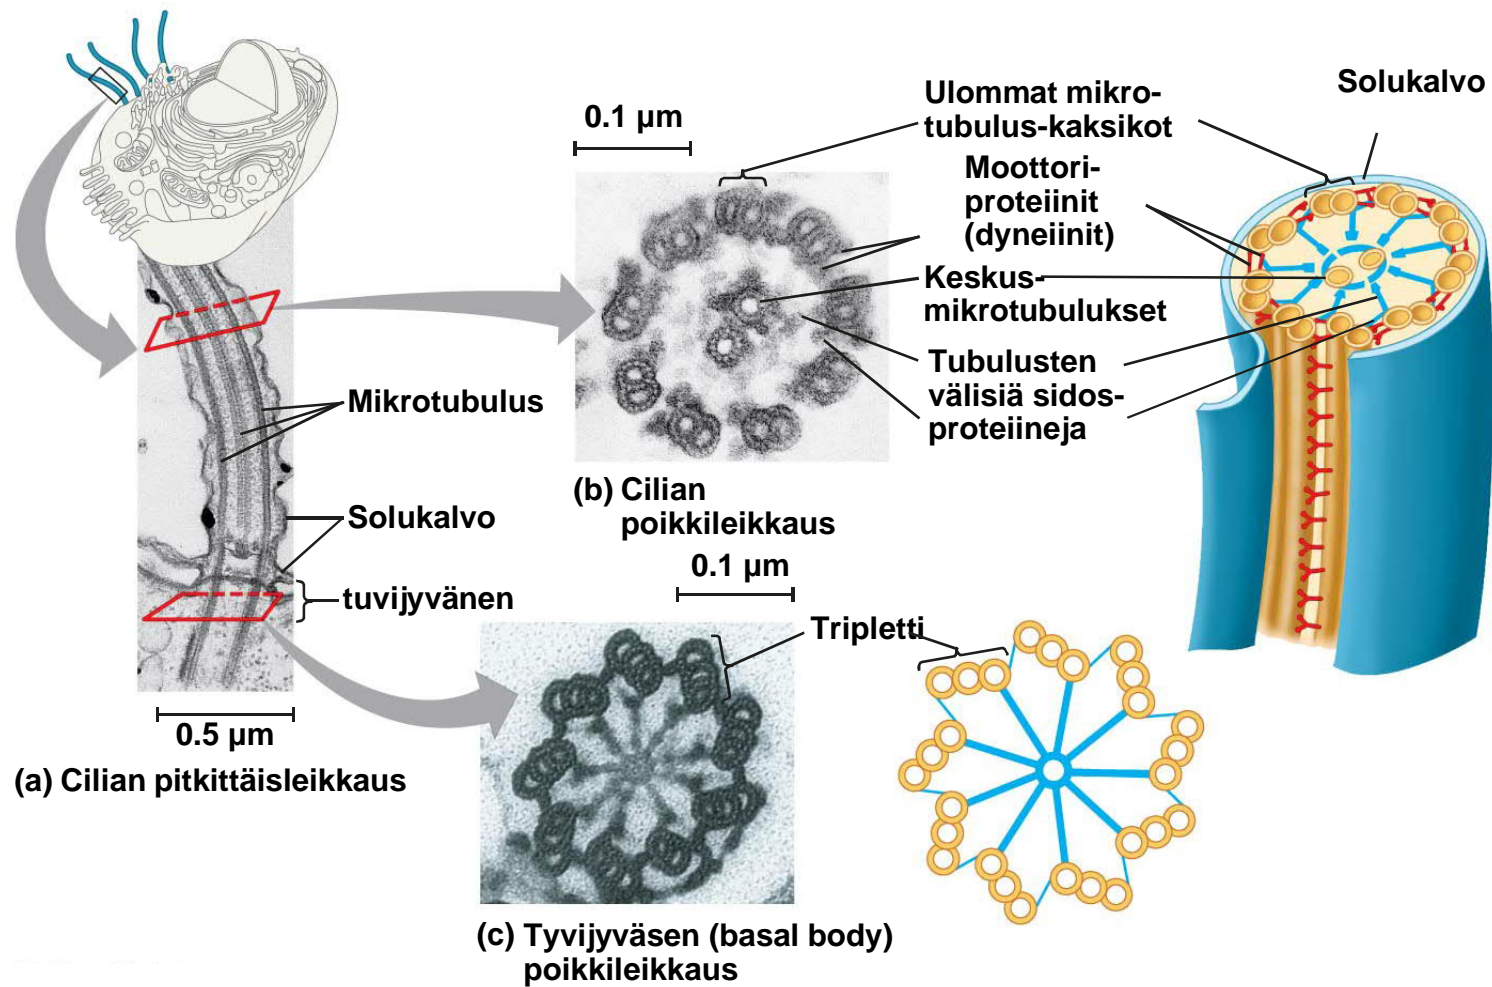 Ulommat mikro-
tubulus-kaksikot
Solukalvo
0.1 µm
Moottori-
proteiinit
(dyneiinit)
Keskus-
mikrotubulukset
Tubulusten
välisiä sidos-
proteiineja
Mikrotubulus
Solukalvo
tuvijyvänen
0.5 µm
(a) Cilian pitkittäisleikkaus
(b) Cilian
poikkileikkaus
0.1 µm
Tripletti
(c) Tyvijyväsen (basal body)
poikkileikkaus